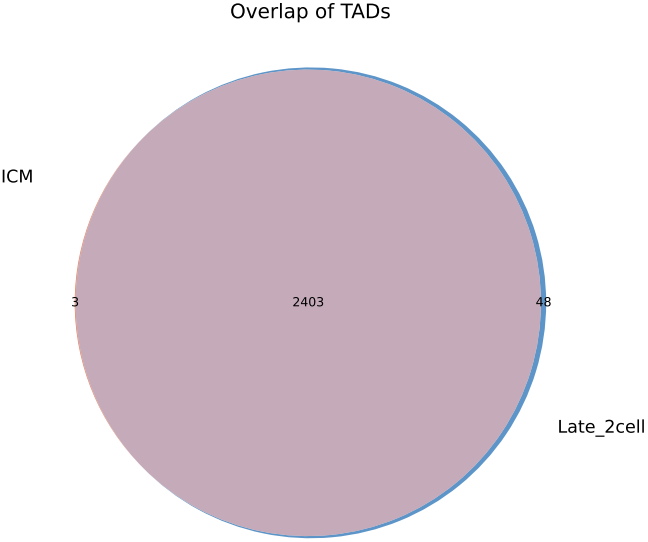 Overlap of TADs
ICM
3
2403
48
Late_2cell